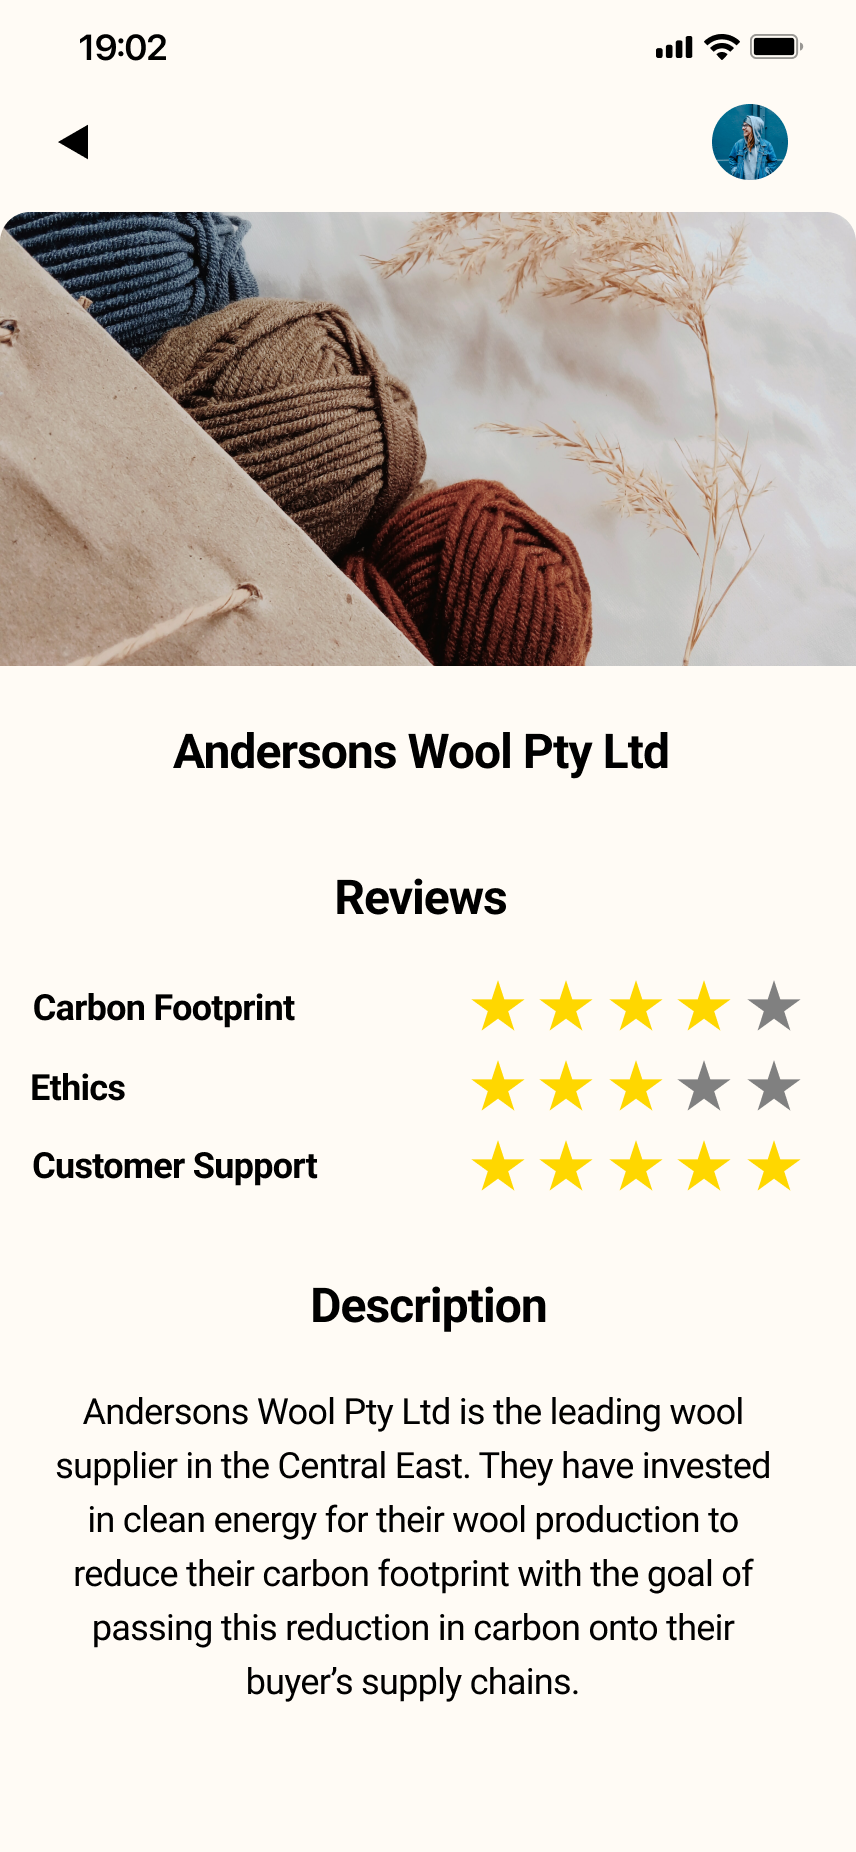 19:02
Andersons Wool Pty Ltd
Reviews
Carbon Footprint
Ethics
Customer Support
Description
Andersons Wool Pty Ltd is the leading wool
supplier in the Central East. They have invested
in clean energy for their wool production to
reduce their carbon footprint with the goal of
passing this reduction in carbon onto their
buyer’s supply chains.